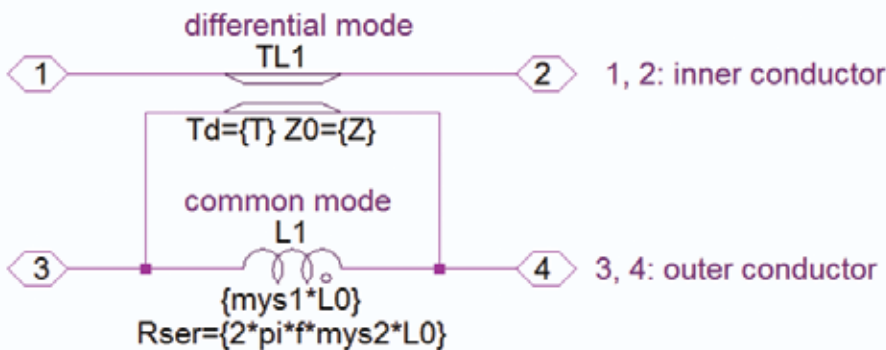 differential mode
TL1
1
2
1, 2: inner conductor
Td={T} Z0={Z}
common mode
L1
3
4
3, 4: outer conductor
{mys1*L0}
Rser={2*pi*f*mys2*L0}